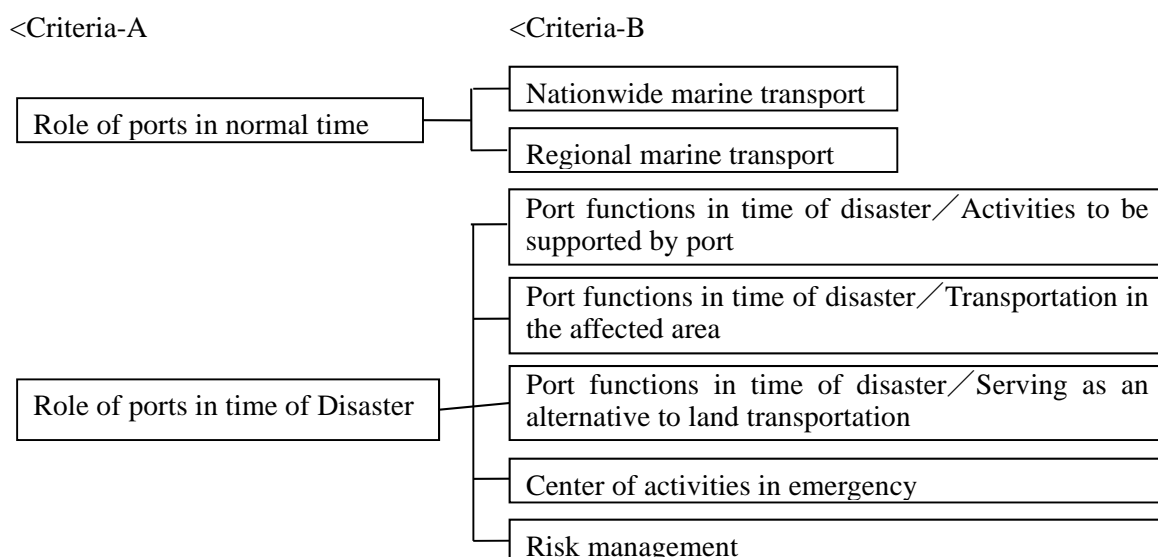 <Criteria-A
<Criteria-B
Role of ports in normal time
Nationwide marine transport
Regional marine transport
Port functions in time of disaster／Activities to be
supported by port
Port functions in time of disaster／Transportation in
the affected area
Role of ports in time of Disaster
Port functions in time of disaster／Serving as an
alternative to land transportation
Center of activities in emergency
Risk management